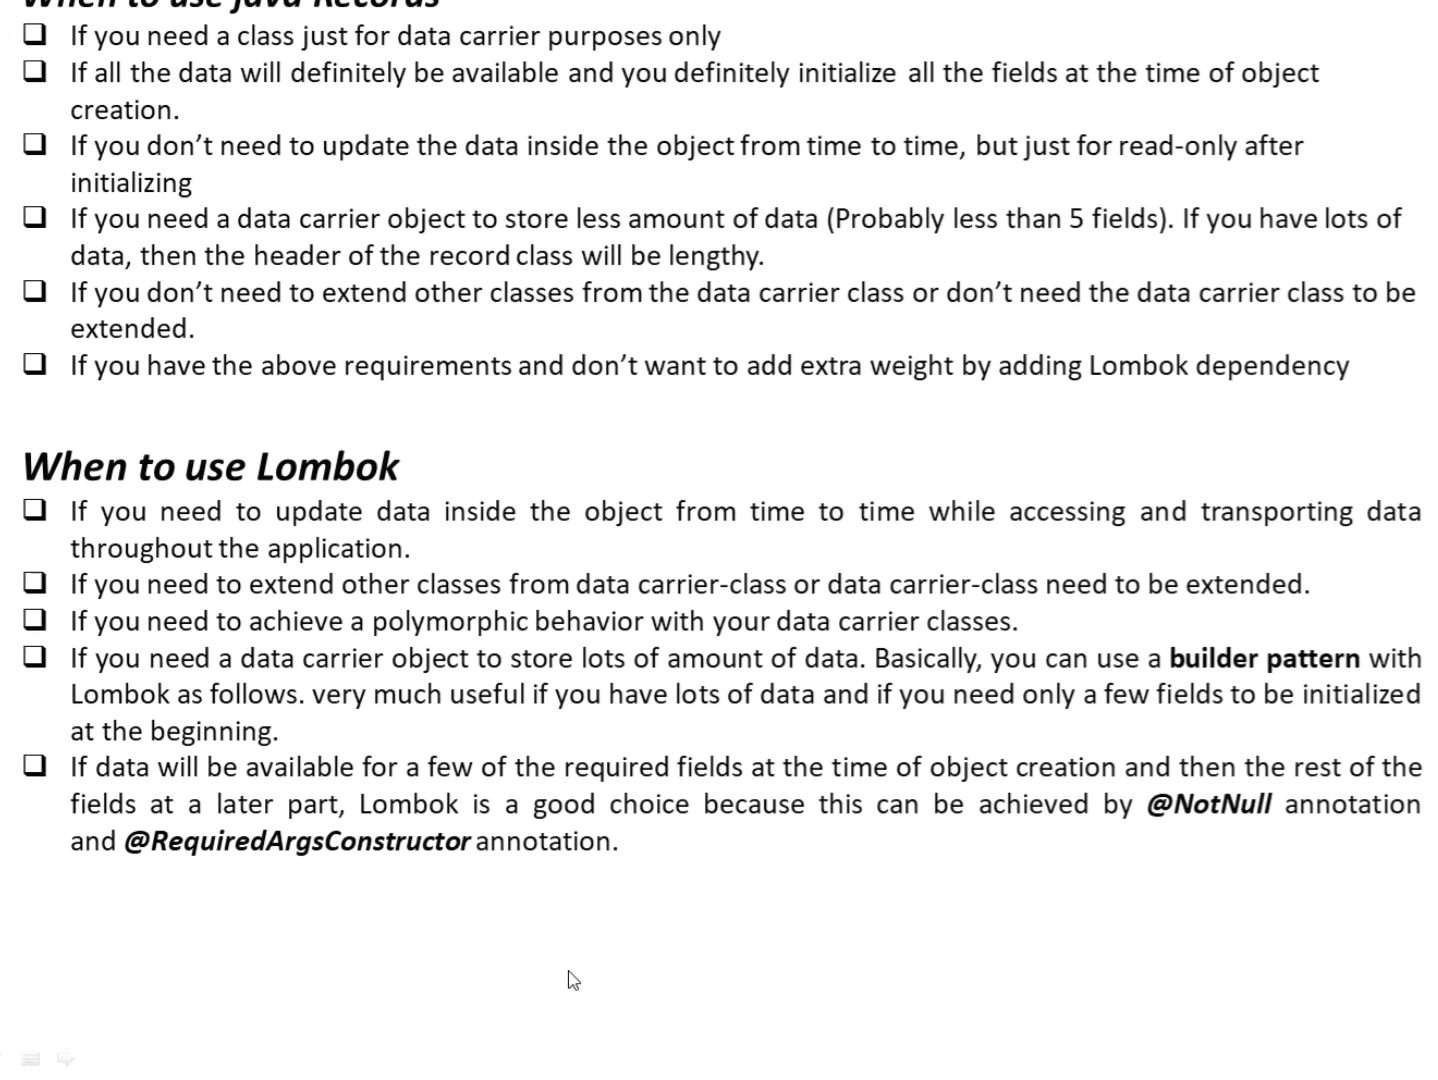 When to use Java Records
❑ If you need a class just for data carrier purposes only
❑ If all the data will definitely be available and you definitely initialize all the fields at the time of object
creation.
❑ If you don’t need to update the data inside the object from time to time, but just for read-only after
initializing
❑ If you need a data carrier object to store less amount of data (Probably less than 5 fields). If you have lots of
data, then the header of the record class will be lengthy.
❑ If you don’t need to extend other classes from the data carrier class or don’t need the data carrier class to be
extended.
❑ If you have the above requirements and don’t want to add extra weight by adding Lombok dependency
When to use Lombok
❑ If you need to update data inside the object from time to time while accessing and transporting data
throughout the application.
❑ If you need to extend other classes from data carrier-class or data carrier-class need to be extended.
❑ If you need to achieve a polymorphic behavior with your data carrier classes.
❑ If you need a data carrier object to store lots of amount of data. Basically, you can use a builder pattern with
Lombok as follows. very much useful if you have lots of data and if you need only a few fields to be initialized
at the beginning.
❑ If data will be available for a few of the required fields at the time of object creation and then the rest of the
fields at a later part, Lombok is a good choice because this can be achieved by @NotNull annotation
and @RequiredArgsConstructor annotation.